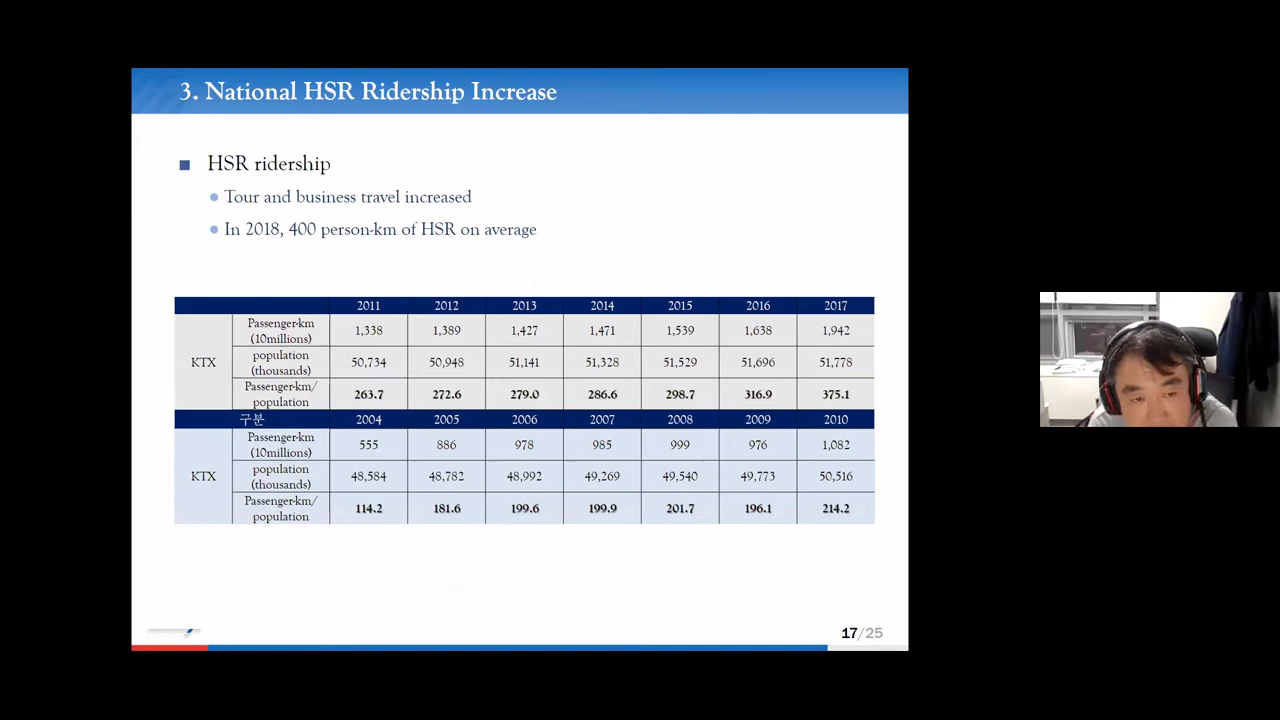 3. National HSR Ridership Increase
HSR ridership
Tour and business travel increased
In 2018, 400 person-km of HSR on average
2011 2012 2013 2014 2015 2016 2017
KTX
Passenger-km (10millions) 1,338 1,389 1,427 1,471 1,539 1,638 1,942
population (thousands) 50,734 50,948 51,141 51,328 51,529 51,696 51,778
Passenger-km/ population 263.7 272.6 279.0 286.6 298.7 316.9 375.1
구분 2004 2005 2006 2007 2008 2009 2010
KTX
Passenger-km (10millions) 555 886 978 985 999 976 1,082
population (thousands) 48,584 48,782 48,992 49,269 49,540 49,773 50,516
Passenger-km/ population 114.2 181.6 199.6 199.9 201.7 196.1 214.2
17/25